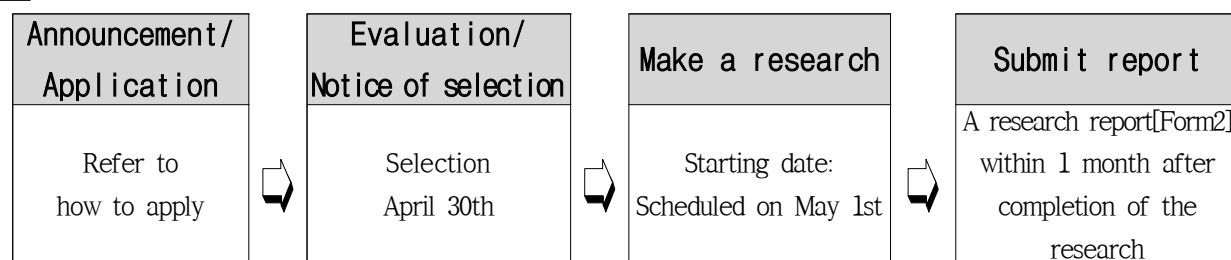 Announcement/
Application
Refer to
how to apply
Evaluation/
Notice of selection
Selection
April 30th
Make a research
Starting date:
Scheduled on May 1st
Submit report
A research report[Form2]
within 1 month after
completion of the
research